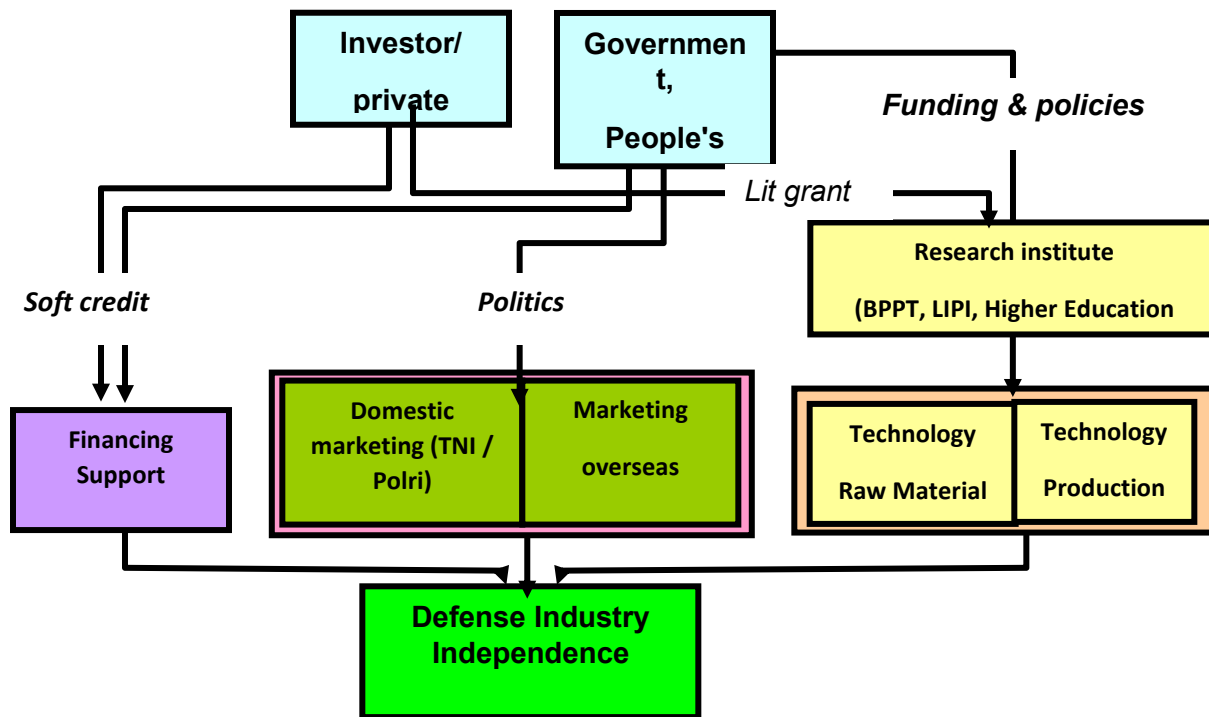 Investor/
private
Governmen
t,
People's
Funding & policies
Lit grant
Research institute
(BPPT, LIPI, Higher Education
Soft credit
Politics
Financing
Support
Domestic
marketing (TNI /
Polri)
Marketing
overseas
Technology
Raw Material
Technology
Production
Defense Industry
Independence